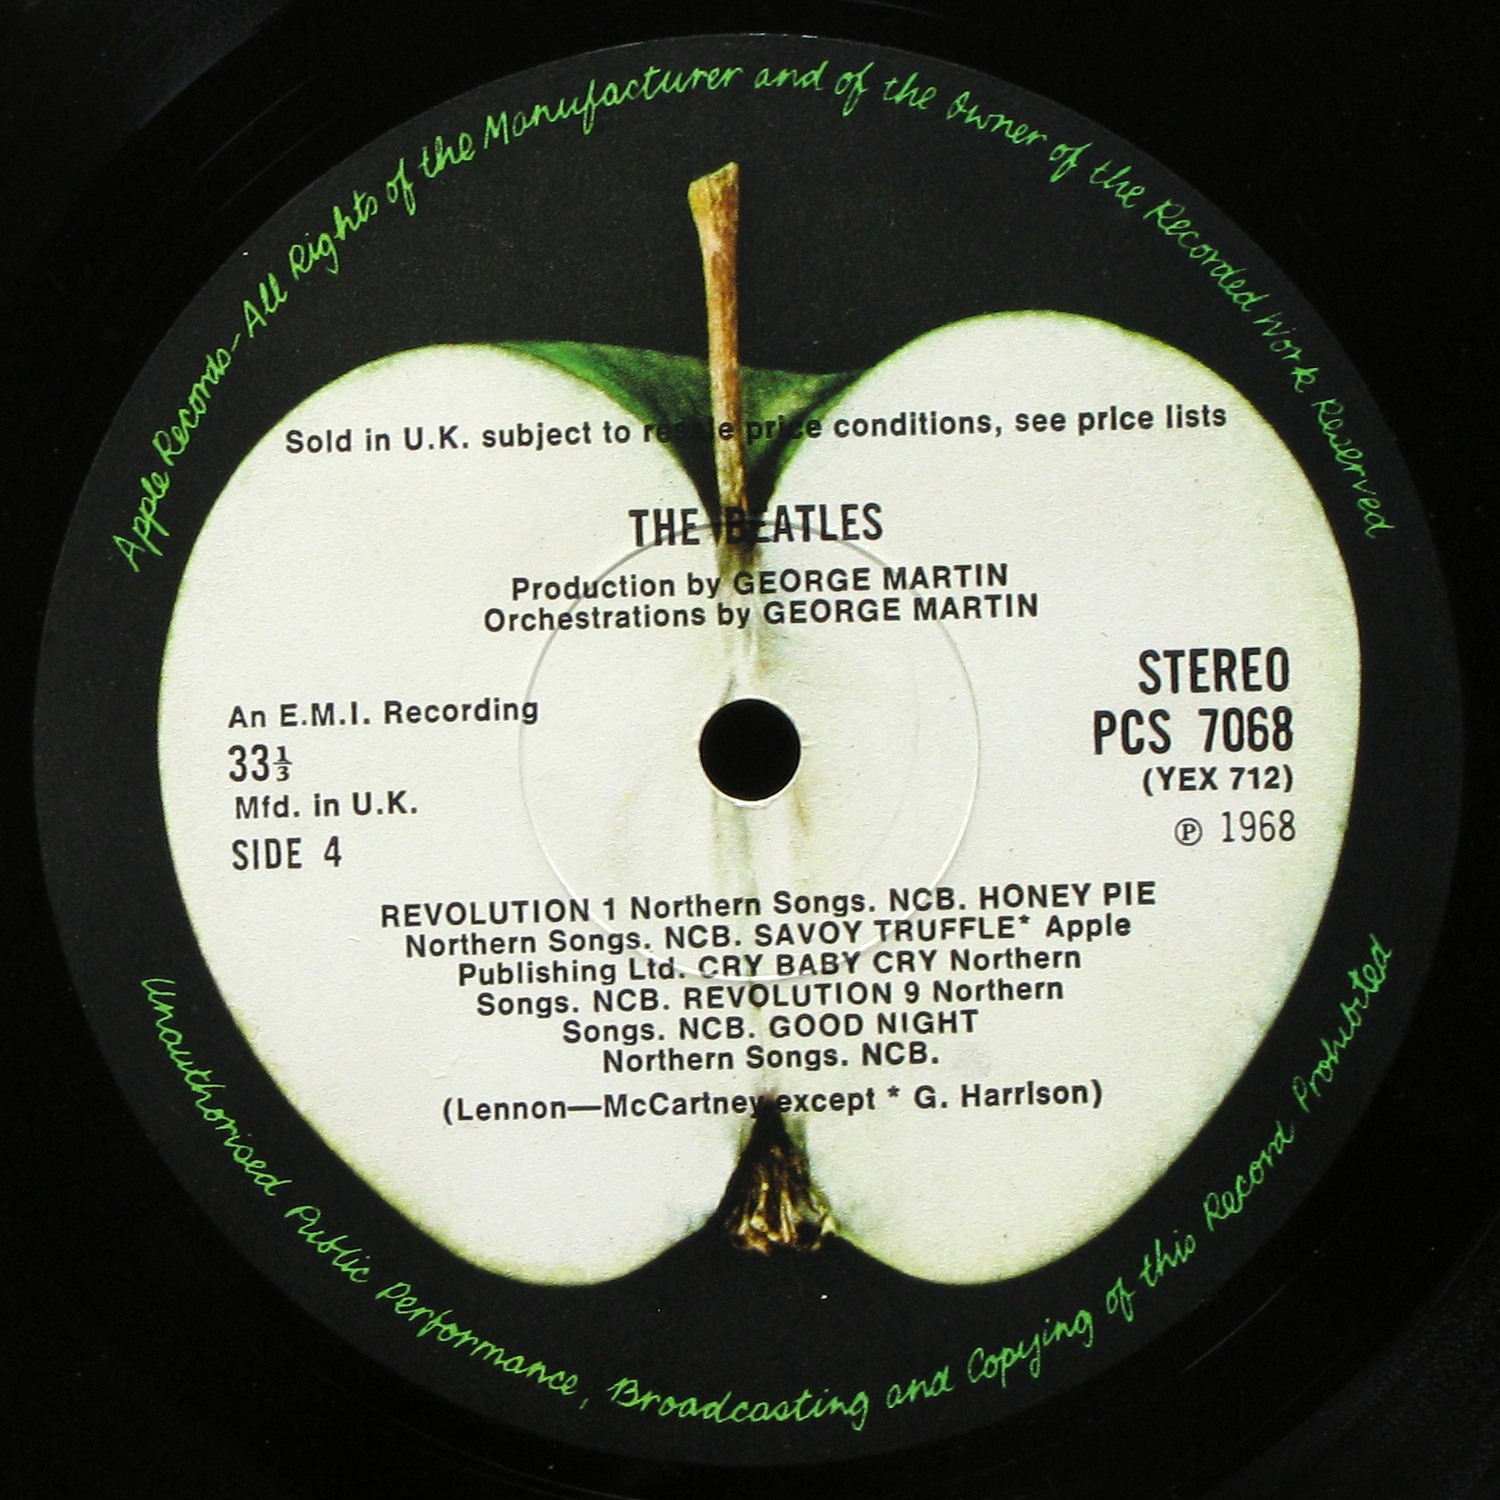 Apple Records-All Rights of the Manufacturer and of the Owner of the Recorded Work Reserved
Sold in U.K. subject to resale price conditions, see price lists
THE BEATLES
Production by GEORGE MARTIN
Orchestrations by GEORGE MARTIN
An E.M.I. Recording
33⅓
Mfd. in U.K.
SIDE 4
STEREO
PCS 7068
(YEX 712)
℗ 1968
REVOLUTION 1 Northern Songs. NCB. HONEY PIE
Northern Songs. NCB. SAVOY TRUFFLE* Apple
Publishing Ltd. CRY BABY CRY Northern
Songs. NCB. REVOLUTION 9 Northern
Songs. NCB. GOOD NIGHT
Northern Songs. NCB.
(Lennon—McCartney except * G. Harrison)
Unauthorised Public Performance, Broadcasting and Copying of this Record Prohibited